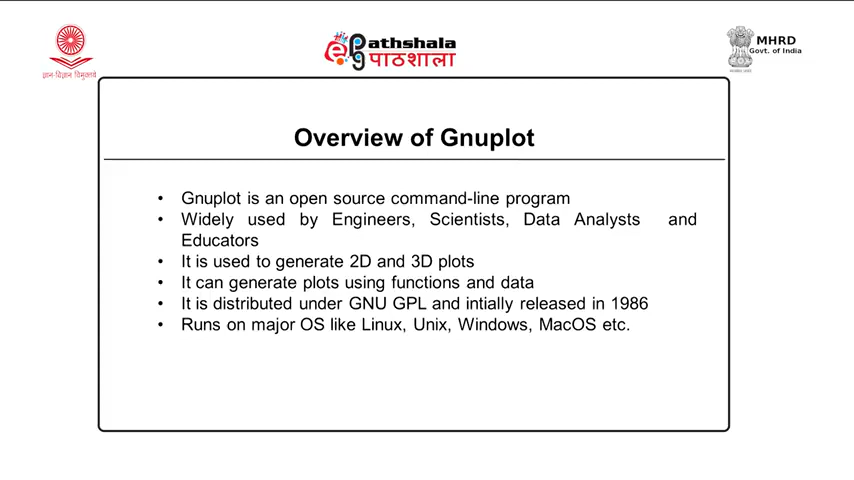 ज्ञान-विज्ञान विमुक्तये
epg Pathshala
पाठशाला
MHRD
Govt. of India
Overview of Gnuplot
• Gnuplot is an open source command-line program
• Widely used by Engineers, Scientists, Data Analysts and
Educators
• It is used to generate 2D and 3D plots
• It can generate plots using functions and data
• It is distributed under GNU GPL and intially released in 1986
• Runs on major OS like Linux, Unix, Windows, MacOS etc.